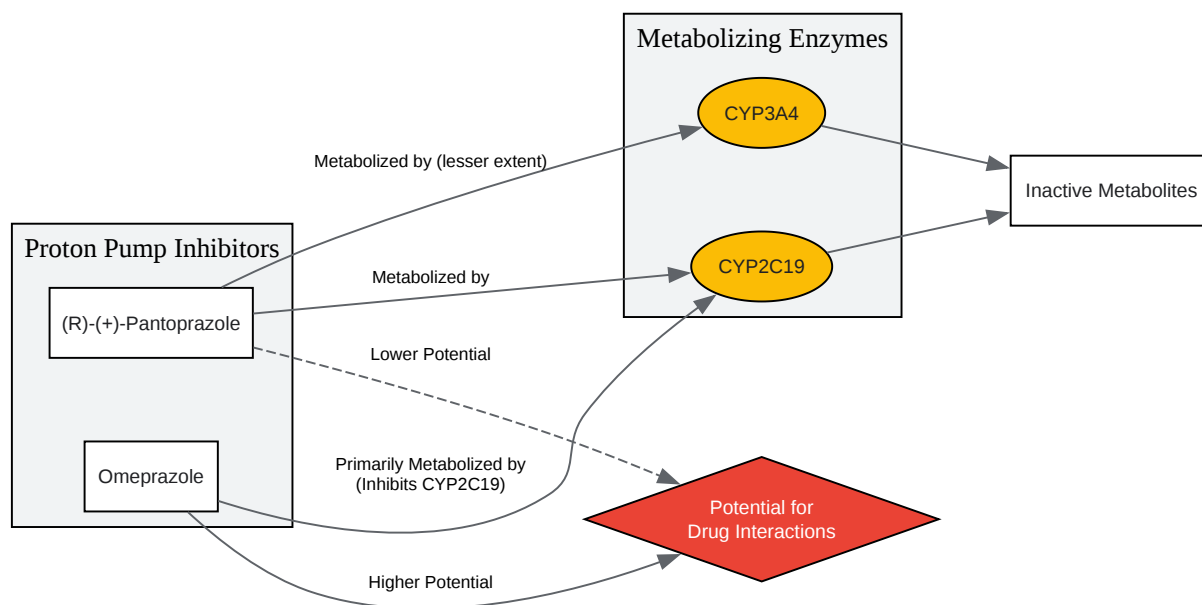 Metabolizing Enzymes
CYP3A4
Metabolized by (lesser extent)
Inactive Metabolites
Proton Pump Inhibitors
CYP2C19
Metabolized by
(R)-(+)-Pantoprazole
Lower Potential
Omeprazole
Primarily Metabolized by
(Inhibits CYP2C19)
Potential for
Drug Interactions
Higher Potential